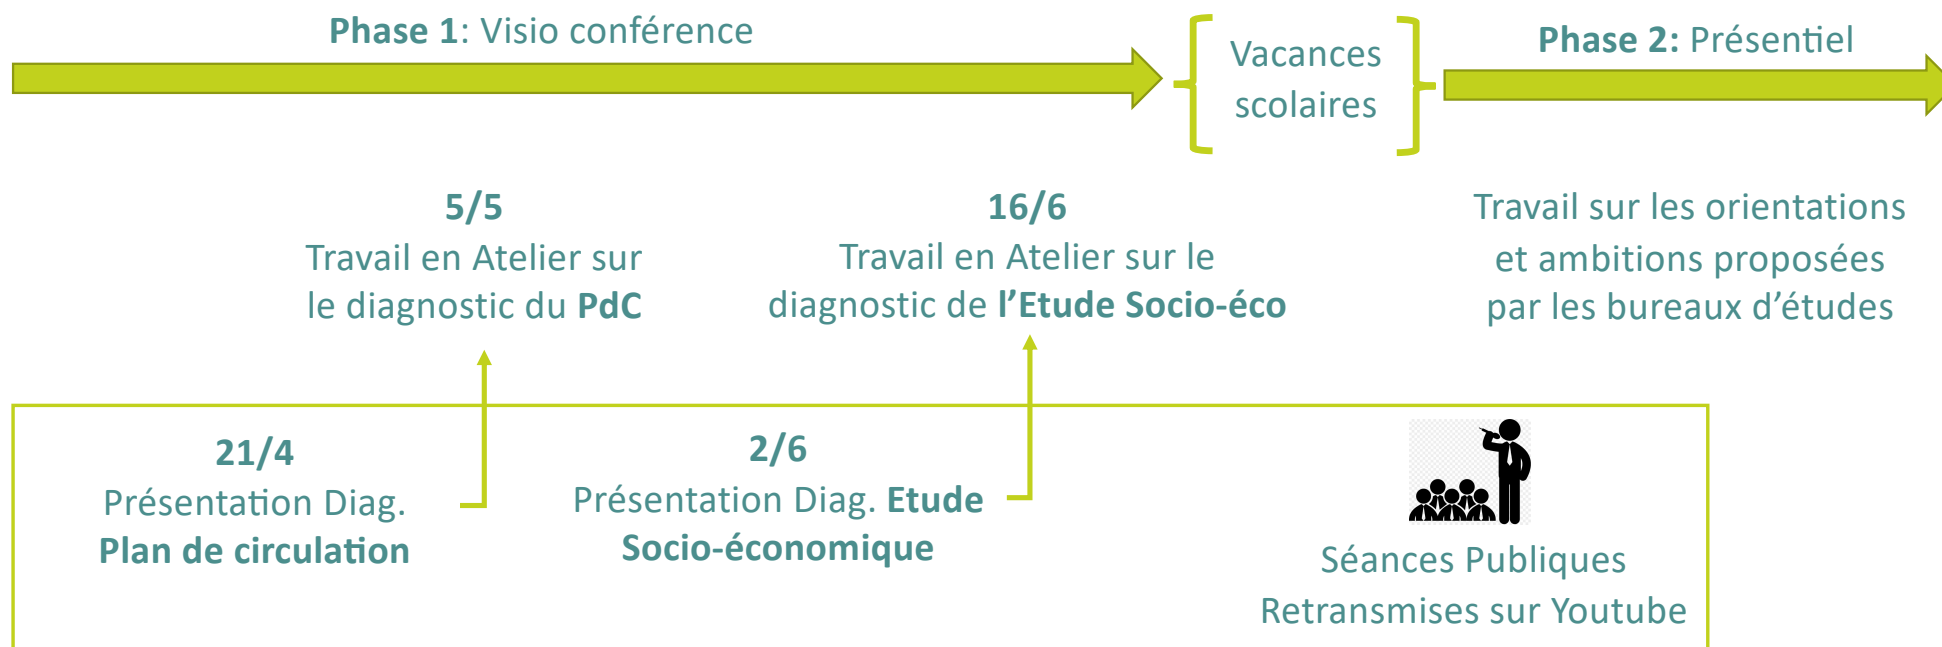 Phase 1: Visio conférence
Vacances
scolaires
Phase 2: Présentiel
5/5
Travail en Atelier sur
le diagnostic du PdC
16/6
Travail en Atelier sur le
diagnostic de l’Etude Socio-éco
Travail sur les orientations
et ambitions proposées
par les bureaux d’études
21/4
Présentation Diag.
Plan de circulation
2/6
Présentation Diag. Etude
Socio-économique
Séances Publiques
Retransmises sur Youtube